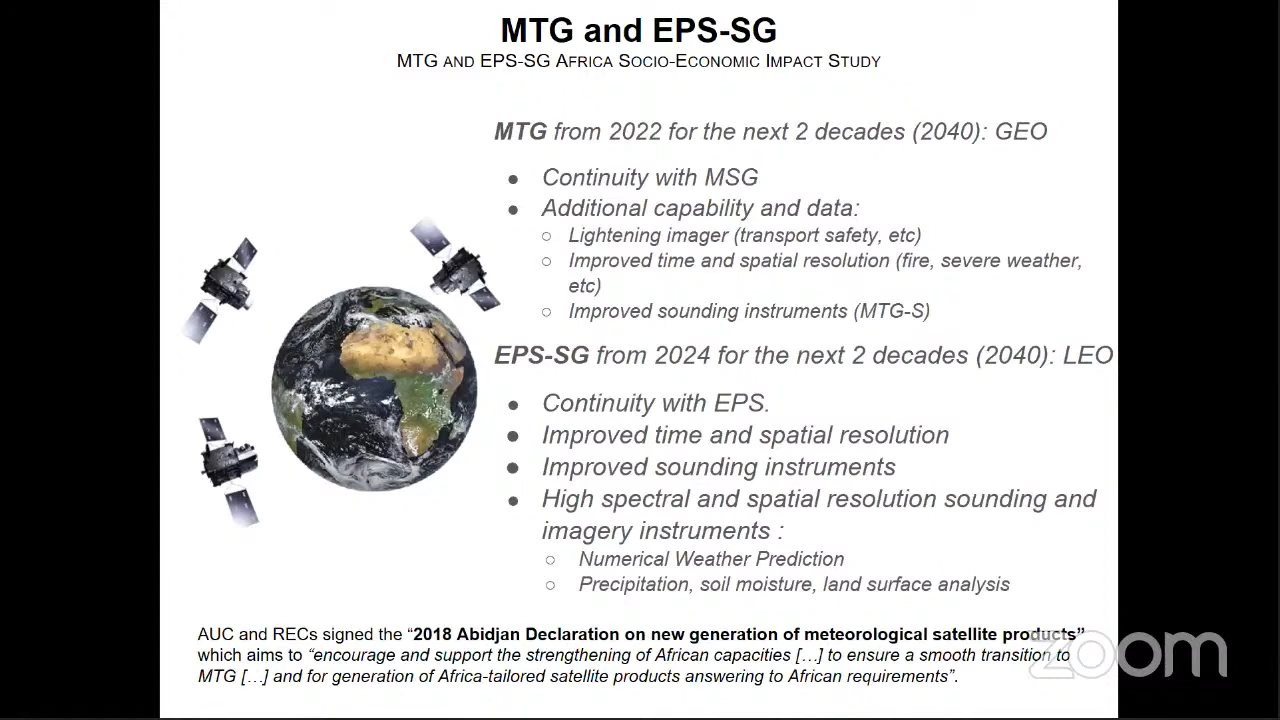 MTG and EPS-SG
MTG AND EPS-SG AFRICA SOCIO-ECONOMIC IMPACT STUDY
MTG from 2022 for the next 2 decades (2040): GEO
● Continuity with MSG
● Additional capability and data:
○ Lightening imager (transport safety, etc)
○ Improved time and spatial resolution (fire, severe weather,
etc)
○ Improved sounding instruments (MTG-S)
EPS-SG from 2024 for the next 2 decades (2040): LEO
● Continuity with EPS.
● Improved time and spatial resolution
● Improved sounding instruments
● High spectral and spatial resolution sounding and
imagery instruments :
○ Numerical Weather Prediction
○ Precipitation, soil moisture, land surface analysis
AUC and RECs signed the “2018 Abidjan Declaration on new generation of meteorological satellite products”
which aims to “encourage and support the strengthening of African capacities […] to ensure a smooth transition to
MTG […] and for generation of Africa-tailored satellite products answering to African requirements”.
zoom